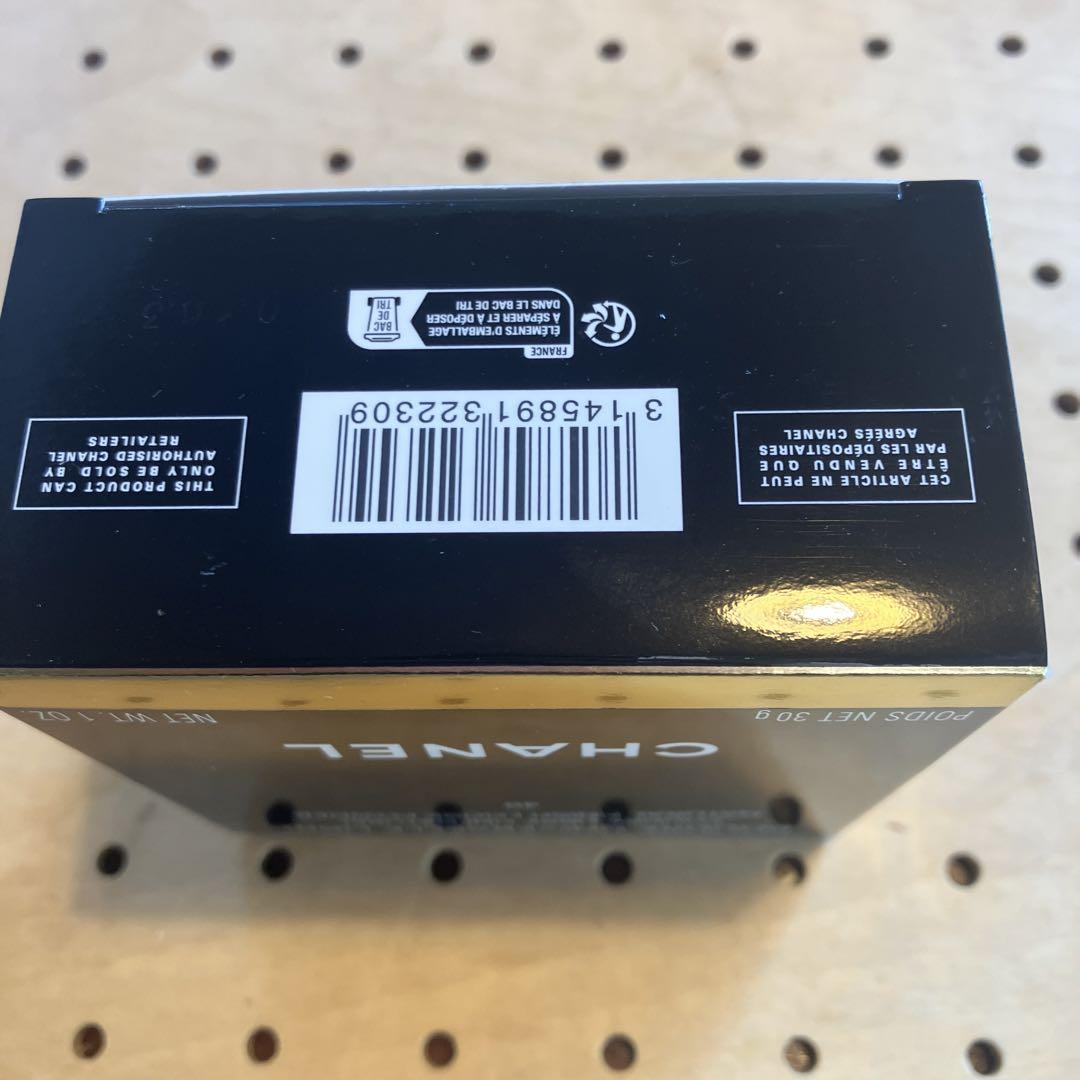 NET WT. 1 OZ.
POIDS NET 30 g
CHANEL
CET ARTICLE NE PEUT
ÊTRE VENDU QUE
PAR LES DÉPOSITAIRES
AGRÉÉS CHANEL
3 145891 322309
THIS PRODUCT CAN
ONLY BE SOLD BY
AUTHORISED CHANEL
RETAILERS
FRANCE
ÉLÉMENTS D'EMBALLAGE
À SÉPARER ET À DÉPOSER
DANS LE BAC DE TRI
BAC
DE
TRI